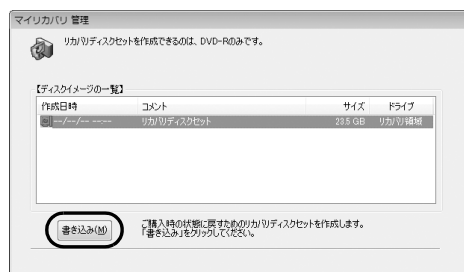 マイリカバリ 管理
リカバリディスクセットを作成できるのは、DVD-Rのみです。
【ディスクイメージの一覧】
作成日時 コメント サイズ ドライブ
--/--/-- --:-- リカバリディスクセット 23.5 GB リカバリ領域
書き込み(M)
ご購入時の状態に戻すためのリカバリディスクセットを作成します。
「書き込み」をクリックしてください。